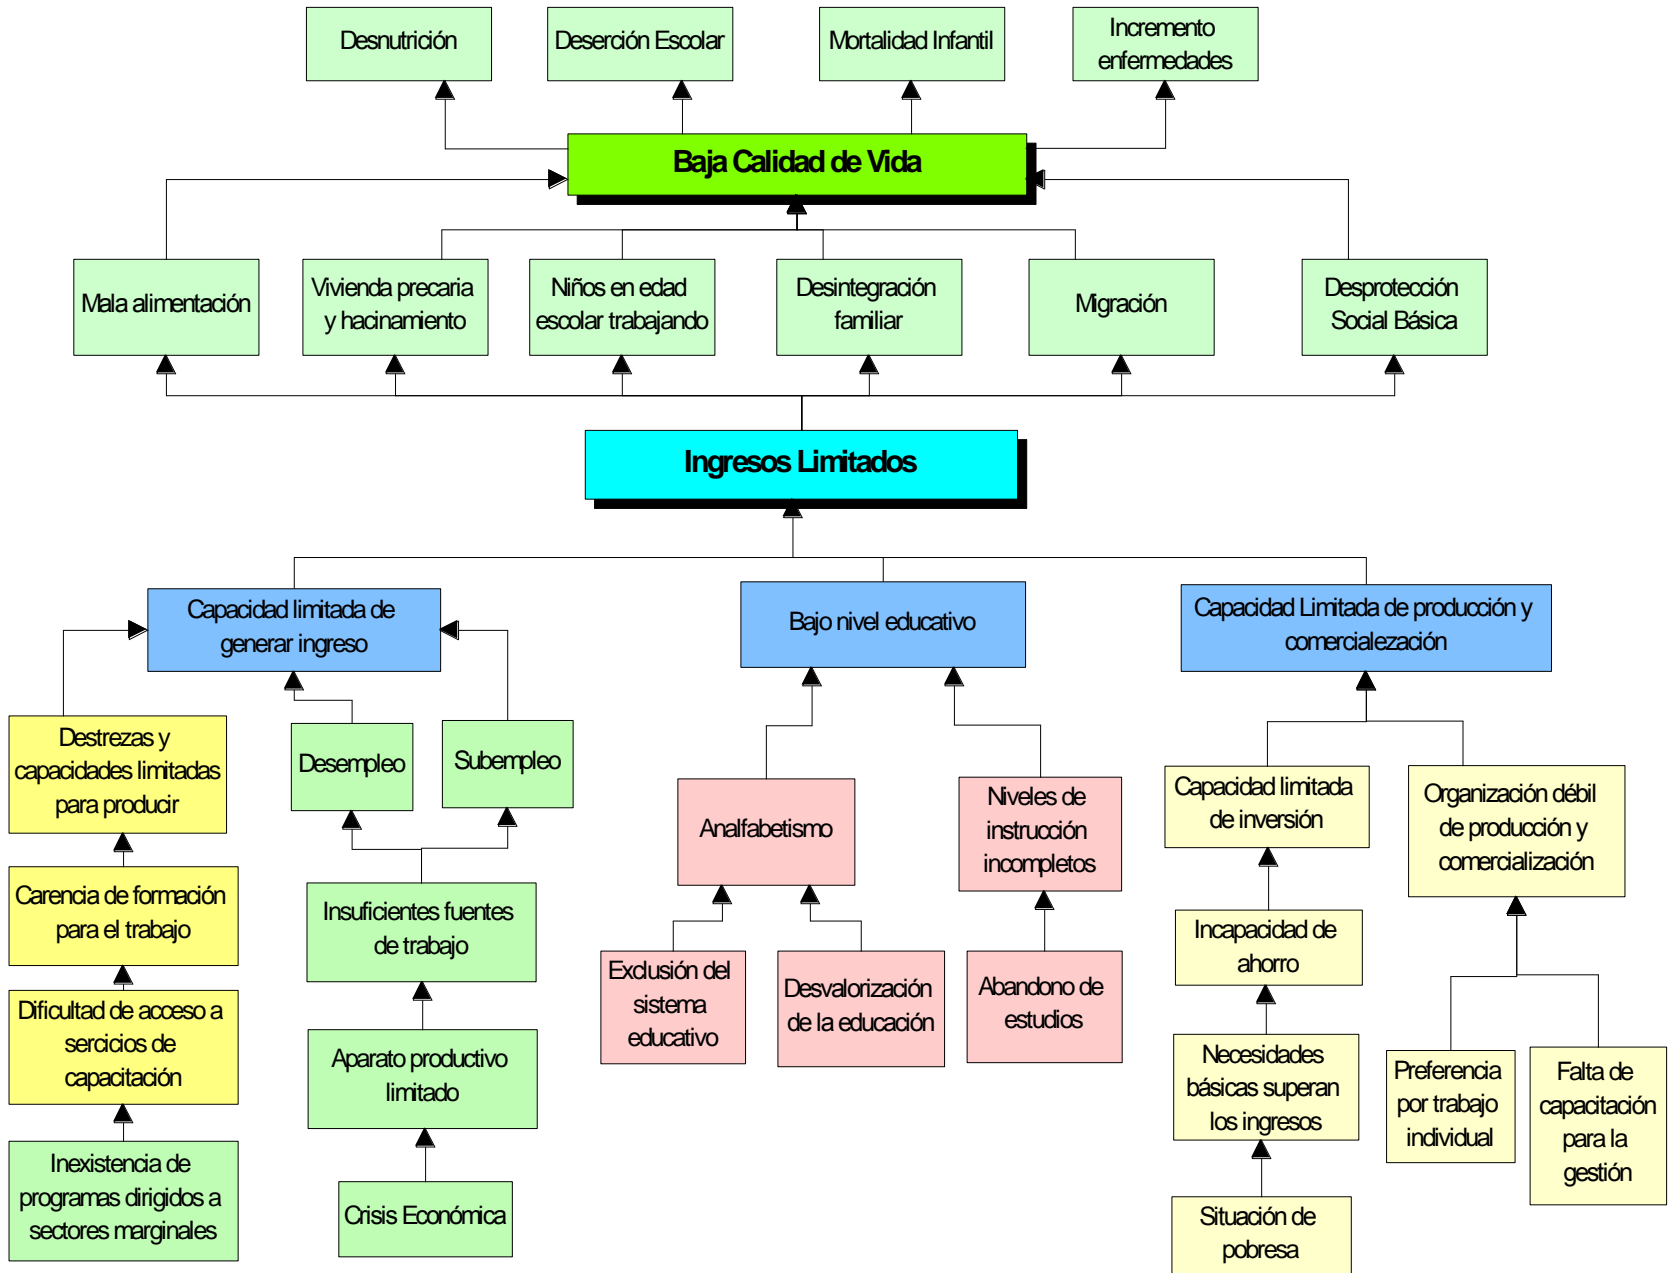 Desnutrición
Deserción Escolar
Mortalidad Infantil
Incremento
enfermedades
Baja Calidad de Vida
Mala alimentación
Vivienda precaria
y hacinamiento
Niños en edad
escolar trabajando
Desintegración
familiar
Migración
Desprotección
Social Básica
Ingresos Limitados
Capacidad limitada de
generar ingreso
Bajo nivel educativo
Capacidad Limitada de producción y
comercialezación
Destrezas y
capacidades limitadas
para producir
Desempleo
Subempleo
Analfabetismo
Niveles de
instrucción
incompletos
Capacidad limitada
de inversión
Organización débil
de producción y
comercialización
Carencia de formación
para el trabajo
Insuficientes fuentes
de trabajo
Exclusión del
sistema
educativo
Desvalorización
de la educación
Abandono de
estudios
Incapacidad de
ahorro
Dificultad de acceso a
sercicios de
capacitación
Aparato productivo
limitado
Necesidades
básicas superan
los ingresos
Preferencia
por trabajo
individual
Falta de
capacitación
para la
gestión
Inexistencia de
programas dirigidos a
sectores marginales
Crisis Económica
Situación de
pobresa